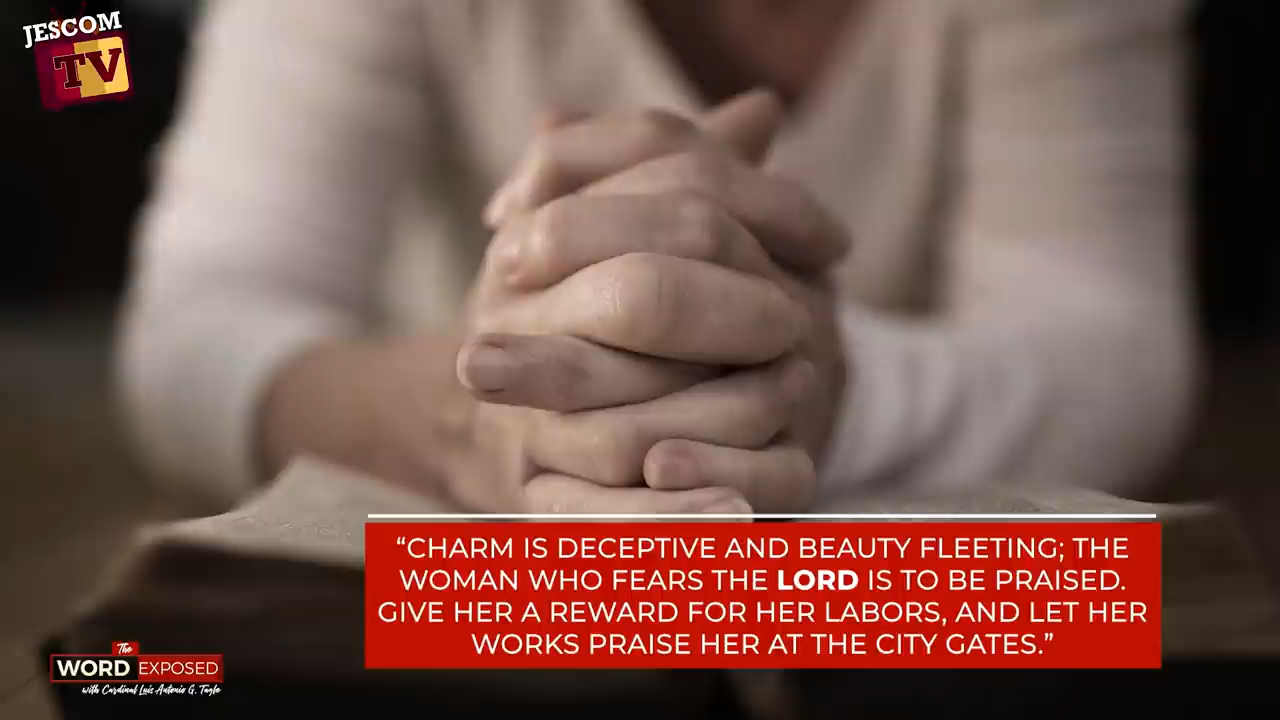 JESCOM
TV
“CHARM IS DECEPTIVE AND BEAUTY FLEETING; THE
WOMAN WHO FEARS THE LORD IS TO BE PRAISED.
GIVE HER A REWARD FOR HER LABORS, AND LET HER
WORKS PRAISE HER AT THE CITY GATES.”
The
WORD EXPOSED
with Cardinal Luis Antonio G. Tagle